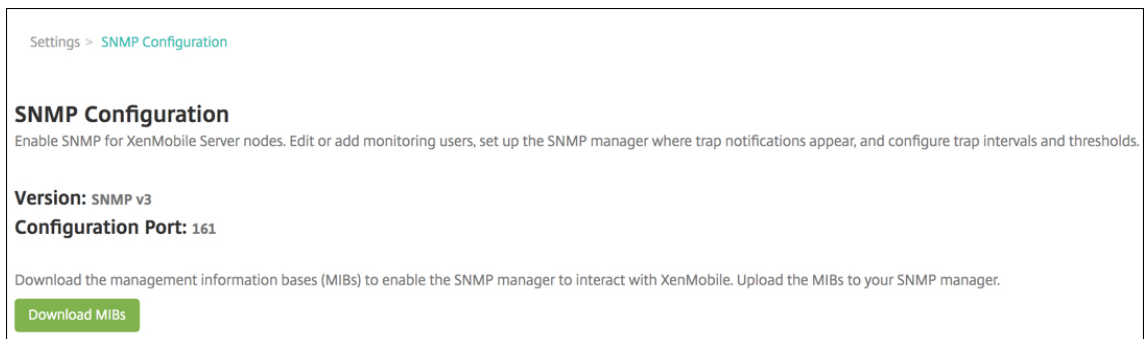 Settings > SNMP Configuration
SNMP Configuration
Enable SNMP for XenMobile Server nodes. Edit or add monitoring users, set up the SNMP manager where trap notifications appear, and configure trap intervals and thresholds.
Version: SNMP v3
Configuration Port: 161
Download the management information bases (MIBs) to enable the SNMP manager to interact with XenMobile. Upload the MIBs to your SNMP manager.
Download MIBs